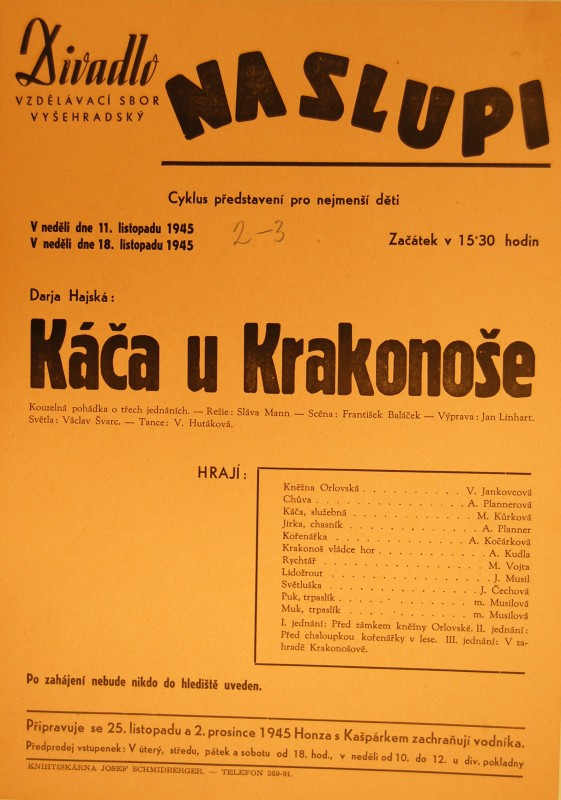 Divadlo
VZDĚLÁVACÍ SBOR
VYŠEHRADSKÝ
NA SLUPI
Cyklus představení pro nejmenší děti
V neděli dne 11. listopadu 1945
V neděli dne 18. listopadu 1945
2–3
Začátek v 15·30 hodin
Darja Hajská:
Káča u Krakonoše
Kouzelná pohádka o třech jednáních. — Režie: Sláva Mann — Scéna: František Baláček — Výprava: Jan Linhart.
Světla: Václav Švarc. — Tance: V. Hutáková.
HRAJÍ:
Kněžna Orlovská . . . . . . . . . . V. Jankovcová
Chůva . . . . . . . . . . . . . . A. Plannerová
Káča, služebná . . . . . . . . . . . M. Kůrková
Jirka, chasník . . . . . . . . . . . . A. Planner
Kořenářka . . . . . . . . . . . . A. Kočárková
Krakonoš vládce hor . . . . . . . . . . A. Kudla
Rychtář . . . . . . . . . . . . . . M. Vojta
Lidožrout . . . . . . . . . . . . . . J. Musil
Světluška . . . . . . . . . . . . . J. Čechová
Puk, trpaslík . . . . . . . . . . . m. Musilová
Muk, trpaslík . . . . . . . . . . . m. Musilová
I. jednání: Před zámkem kněžny Orlovské. II. jednání:
Před chaloupkou kořenářky v lese. III. jednání: V za-
hradě Krakonošově.
Po zahájení nebude nikdo do hlediště uveden.
Připravuje se 25. listopadu a 2. prosince 1945 Honza s Kašpárkem zachraňují vodníka.
Předprodej vstupenek: V úterý, středu, pátek a sobotu od 18. hod., v neděli od 10. do 12. u div. pokladny
KNIHTISKÁRNA JOSEF SCHMIDBERGER. — TELEFON 569-91.